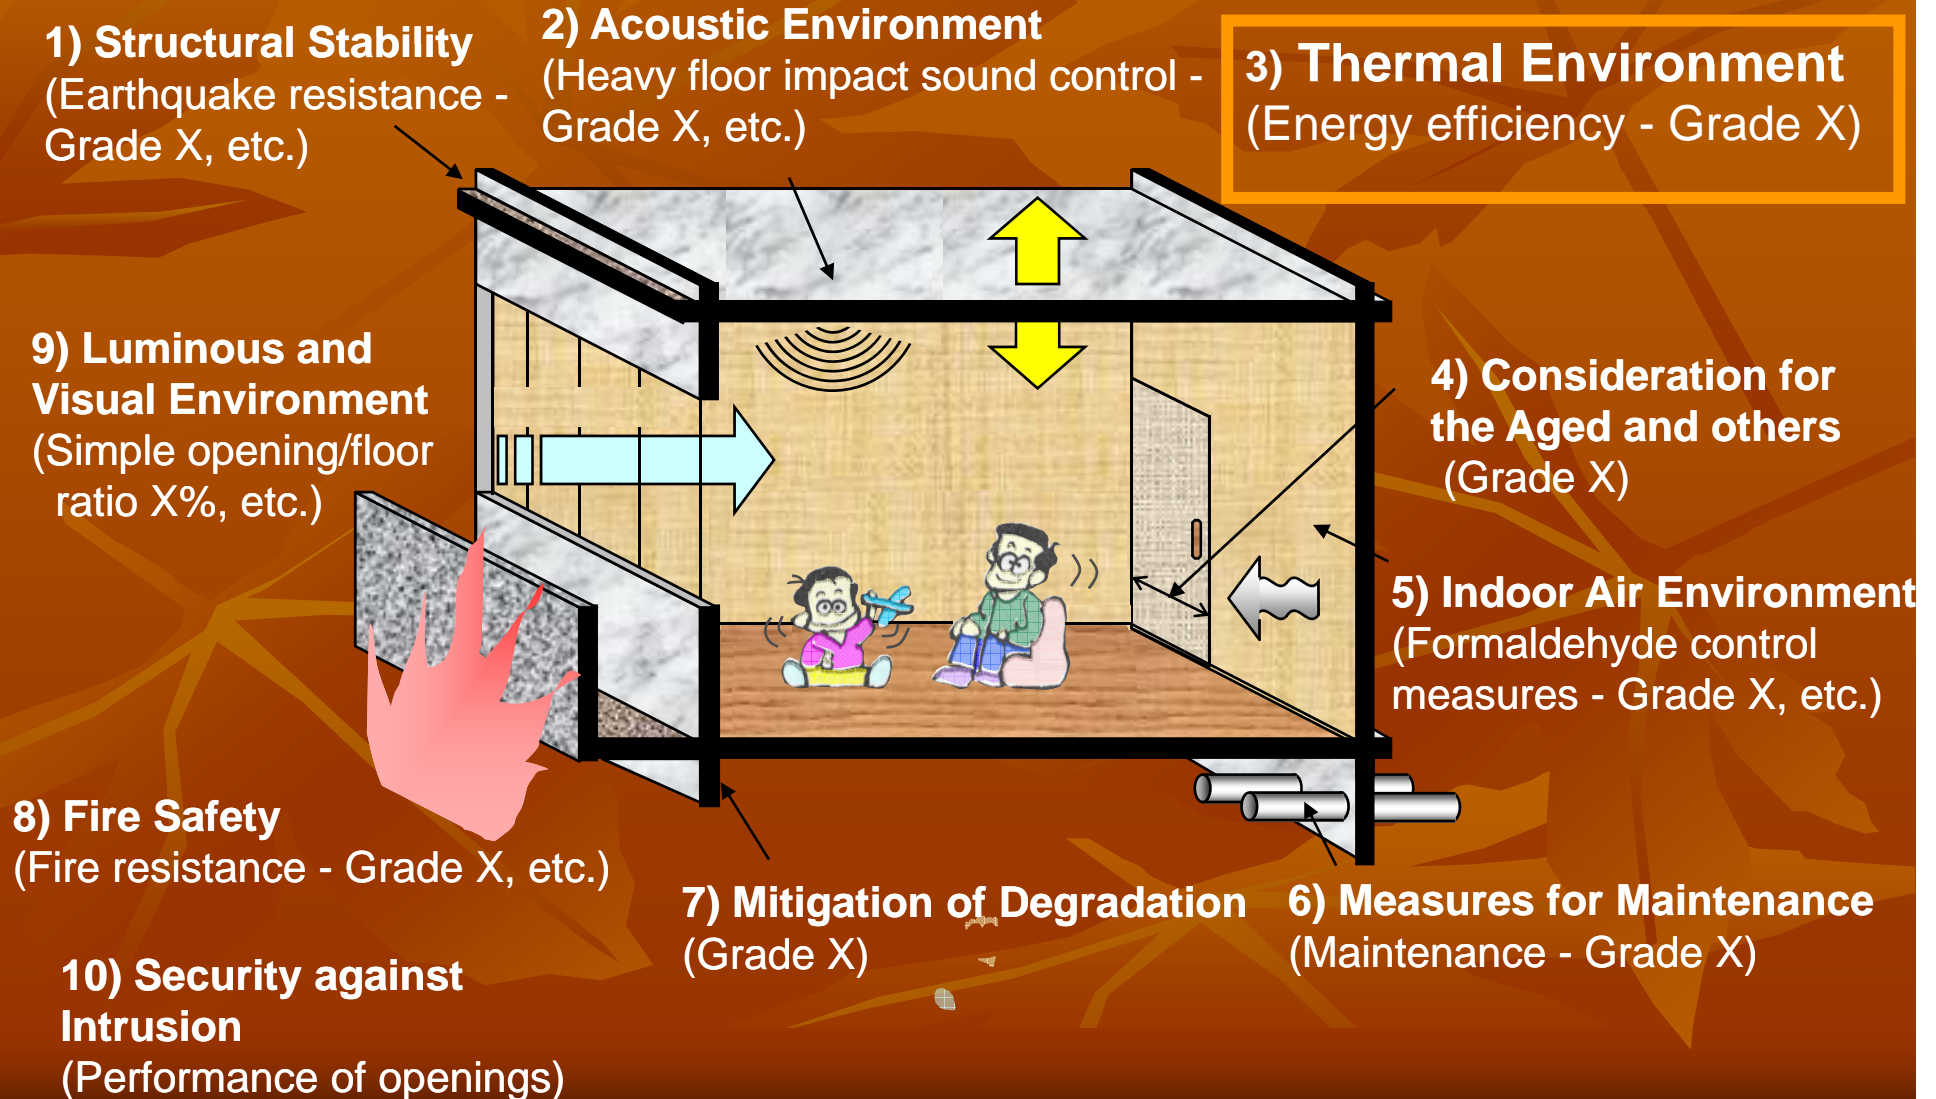 1) Structural Stability
(Earthquake resistance -
Grade X, etc.)
2) Acoustic Environment
(Heavy floor impact sound control -
Grade X, etc.)
3) Thermal Environment
(Energy efficiency - Grade X)
4) Consideration for
the Aged and others
(Grade X)
5) Indoor Air Environment
(Formaldehyde control
measures - Grade X, etc.)
6) Measures for Maintenance
(Maintenance - Grade X)
7) Mitigation of Degradation
(Grade X)
8) Fire Safety
(Fire resistance - Grade X, etc.)
9) Luminous and
Visual Environment
(Simple opening/floor
ratio X%, etc.)
10) Security against
Intrusion
(Performance of openings)